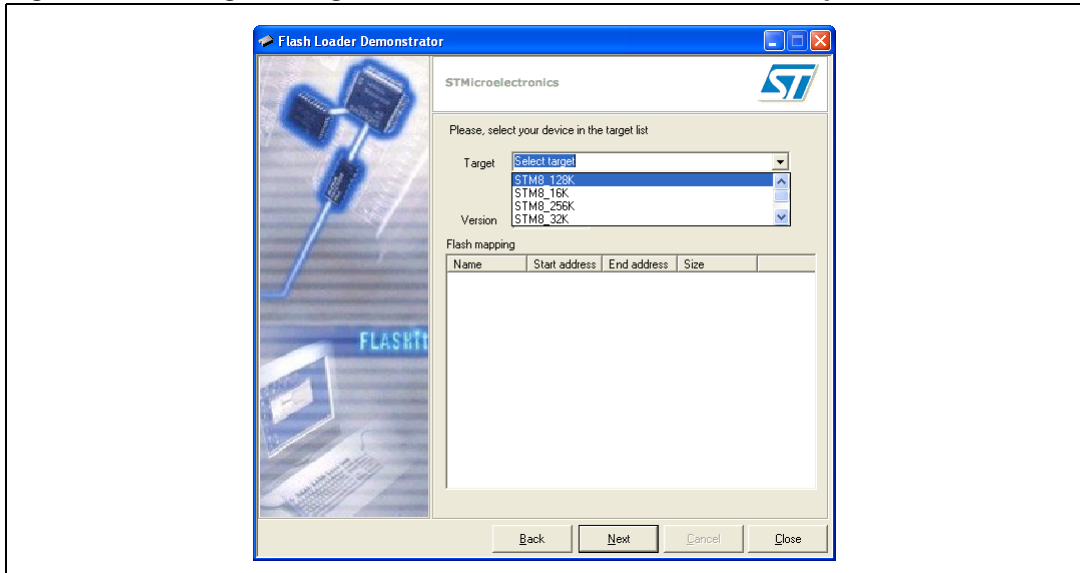 Flash Loader Demonstrator
STMicroelectronics
ST
Please, select your device in the target list
Target Select target
STM8_128K
STM8_16K
STM8_256K
STM8_32K
Version
Flash mapping
Name Start address End address Size
FLASHit
Back Next Cancel Close